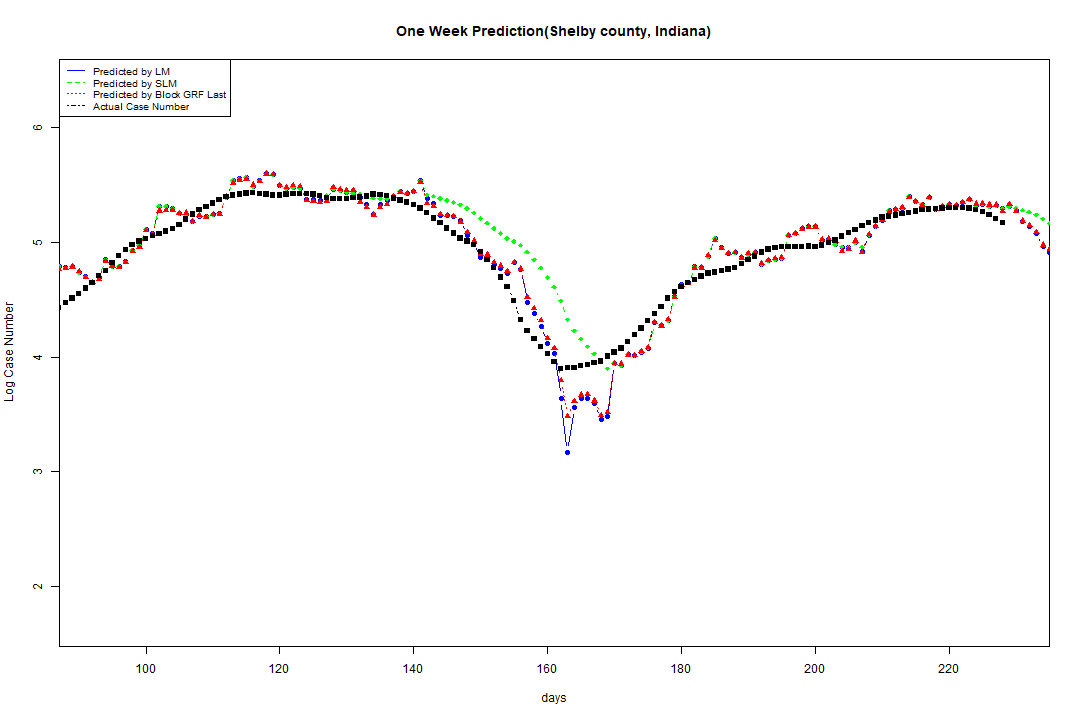 One Week Prediction(Shelby county, Indiana)
Predicted by LM
Predicted by SLM
Predicted by Block GRF Last
Actual Case Number
6
5
4
3
2
Log Case Number
100 120 140 160 180 200 220
days